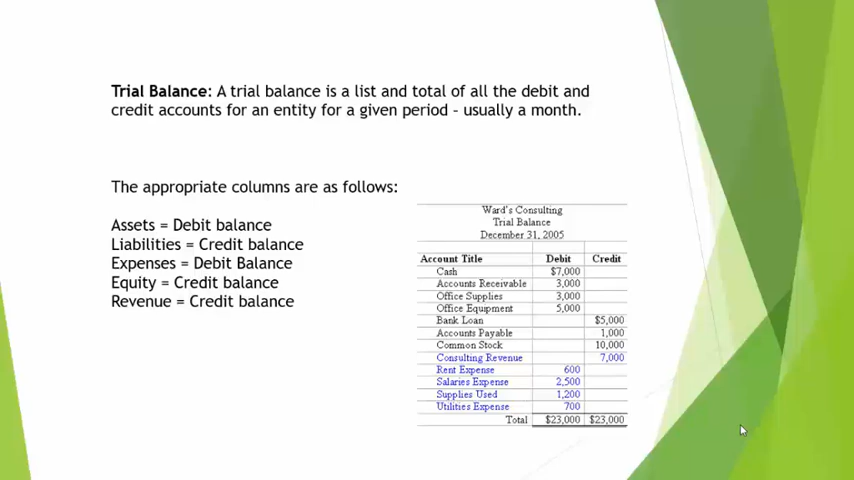 Trial Balance: A trial balance is a list and total of all the debit and
credit accounts for an entity for a given period – usually a month.
The appropriate columns are as follows:
Assets = Debit balance
Liabilities = Credit balance
Expenses = Debit Balance
Equity = Credit balance
Revenue = Credit balance
Ward's Consulting
Trial Balance
December 31, 2005
Account Title Debit Credit
Cash $7,000
Accounts Receivable 3,000
Office Supplies 3,000
Office Equipment 5,000
Bank Loan $5,000
Accounts Payable 1,000
Common Stock 10,000
Consulting Revenue 7,000
Rent Expense 600
Salaries Expense 2,500
Supplies Used 1,200
Utilities Expense 700
Total $23,000 $23,000